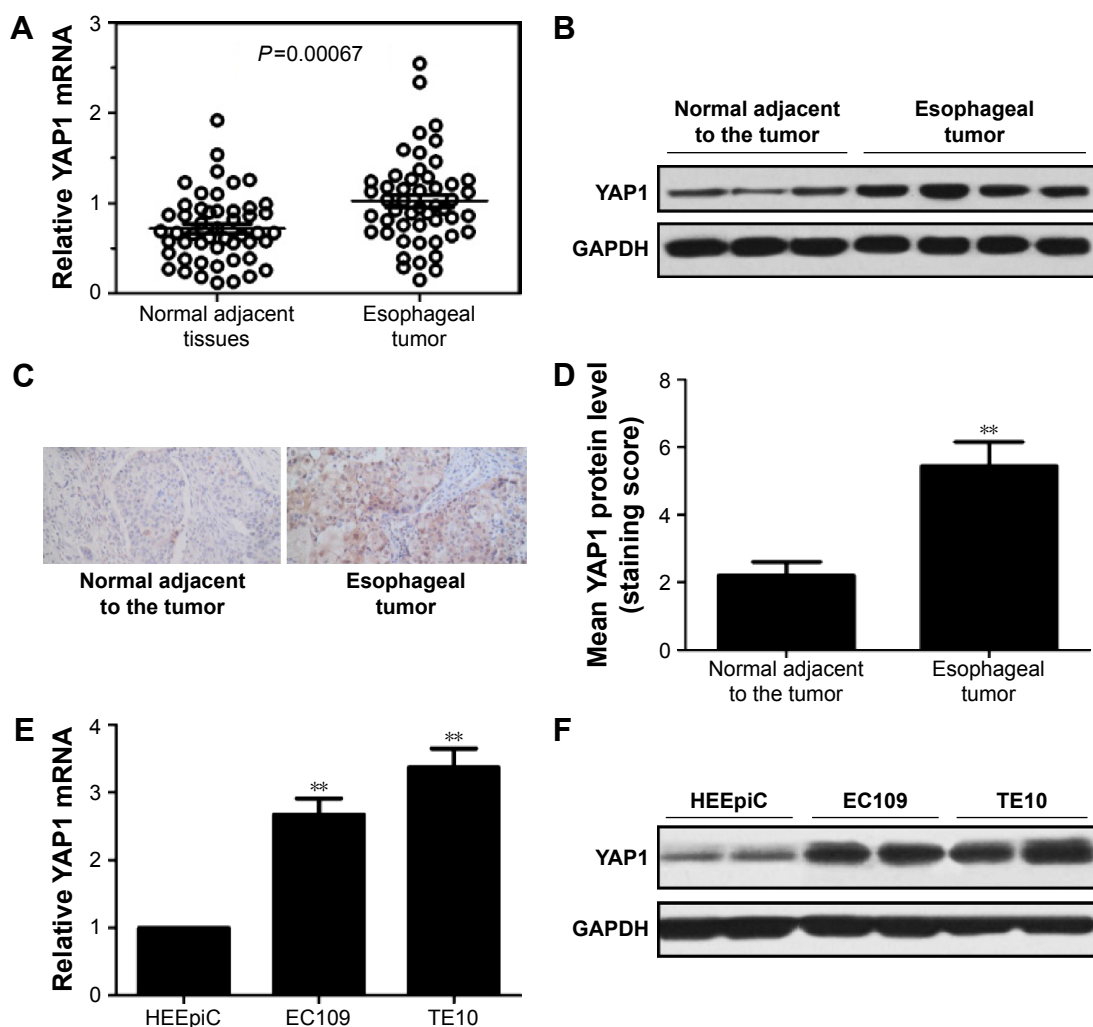 A
Relative YAP1 mRNA
3
2
1
0
P=0.00067
Normal adjacent
tissues
Esophageal
tumor
B
Normal adjacent
to the tumor
Esophageal
tumor
YAP1
GAPDH
C
Normal adjacent
to the tumor
Esophageal
tumor
D
Mean YAP1 protein level
(staining score)
8
6
4
2
0
**
Normal adjacent
to the tumor
Esophageal
tumor
E
Relative YAP1 mRNA
4
3
2
1
0
**
**
HEEpiC
EC109
TE10
F
HEEpiC
EC109
TE10
YAP1
GAPDH